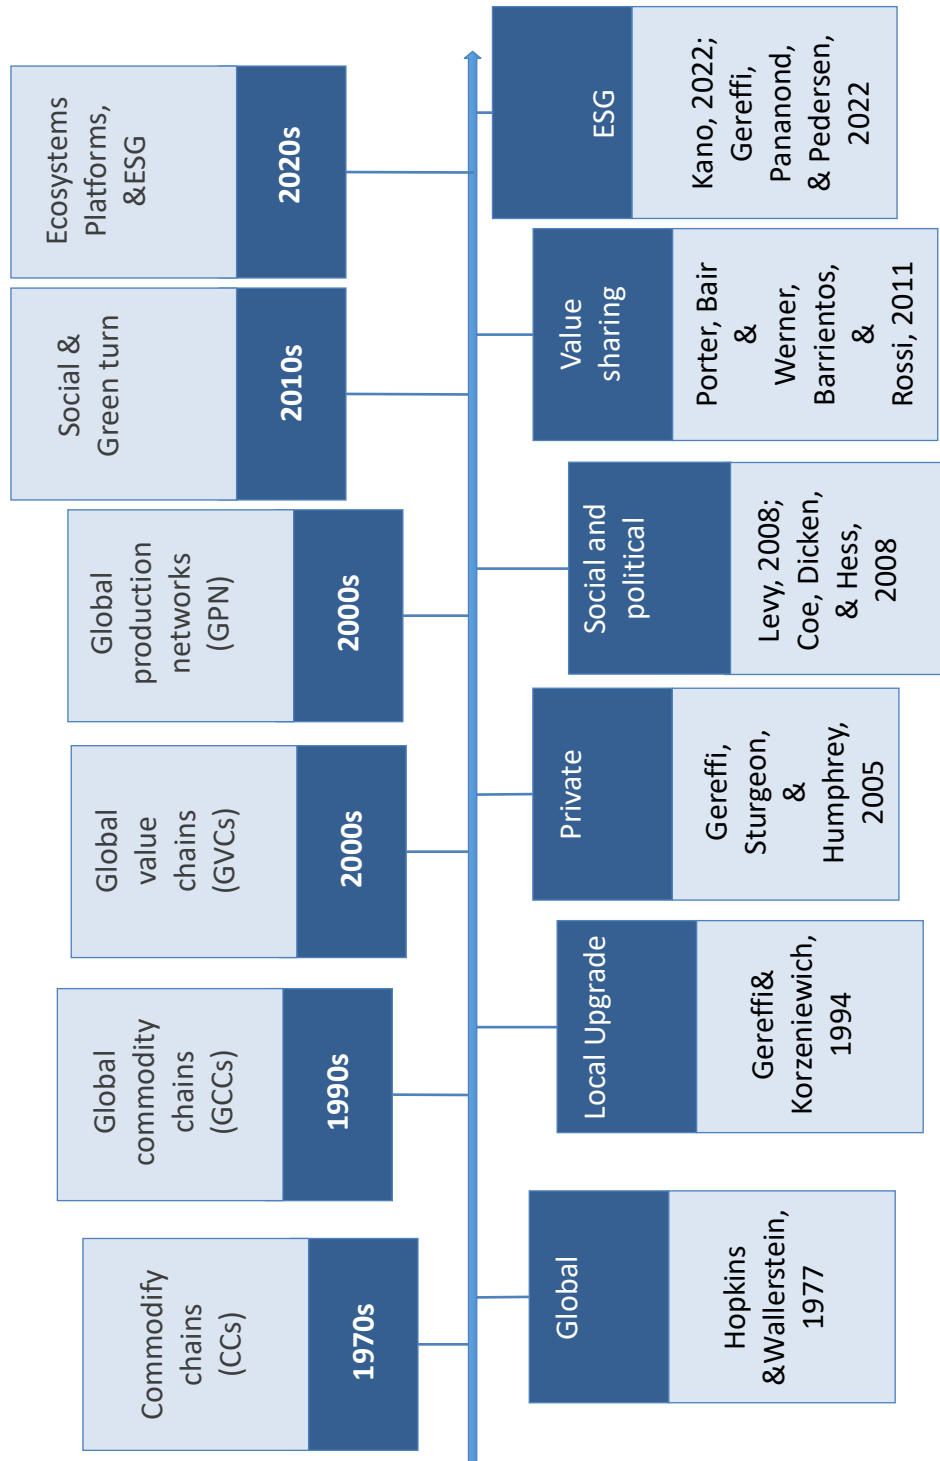 Commodify
chains
(CCs)
1970s
Global
commodity
chains
(GCCs)
1990s
Global
value
chains
(GVCs)
2000s
Global
production
networks
(GPN)
2000s
Social &
Green turn
2010s
Ecosystems
Platforms,
&ESG
2020s
Global
Hopkins
&Wallerstein,
1977
Local Upgrade
Gereffi&
Korzeniewich,
1994
Private
Gereffi,
Sturgeon,
&
Humphrey,
2005
Social and
political
Levy, 2008;
Coe, Dicken,
& Hess,
2008
Value
sharing
Porter, Bair
&
Werner,
Barrientos,
&
Rossi, 2011
ESG
Kano, 2022;
Gereffi,
Pananond,
& Pedersen,
2022